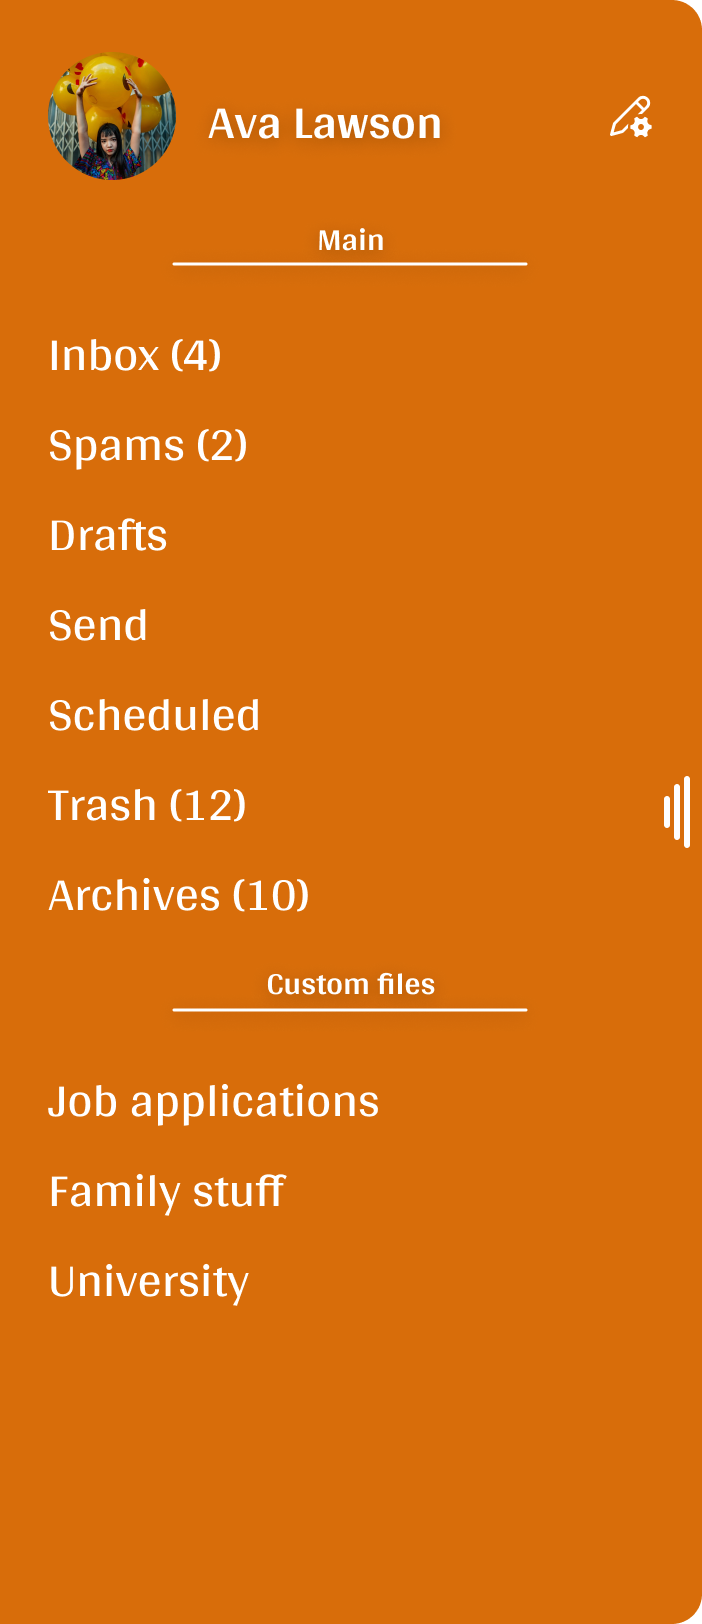 Ava Lawson
Main
Inbox (4)
Spams (2)
Drafts
Send
Scheduled
Trash (12)
Archives (10)
Custom files
Job applications
Family stuff
University